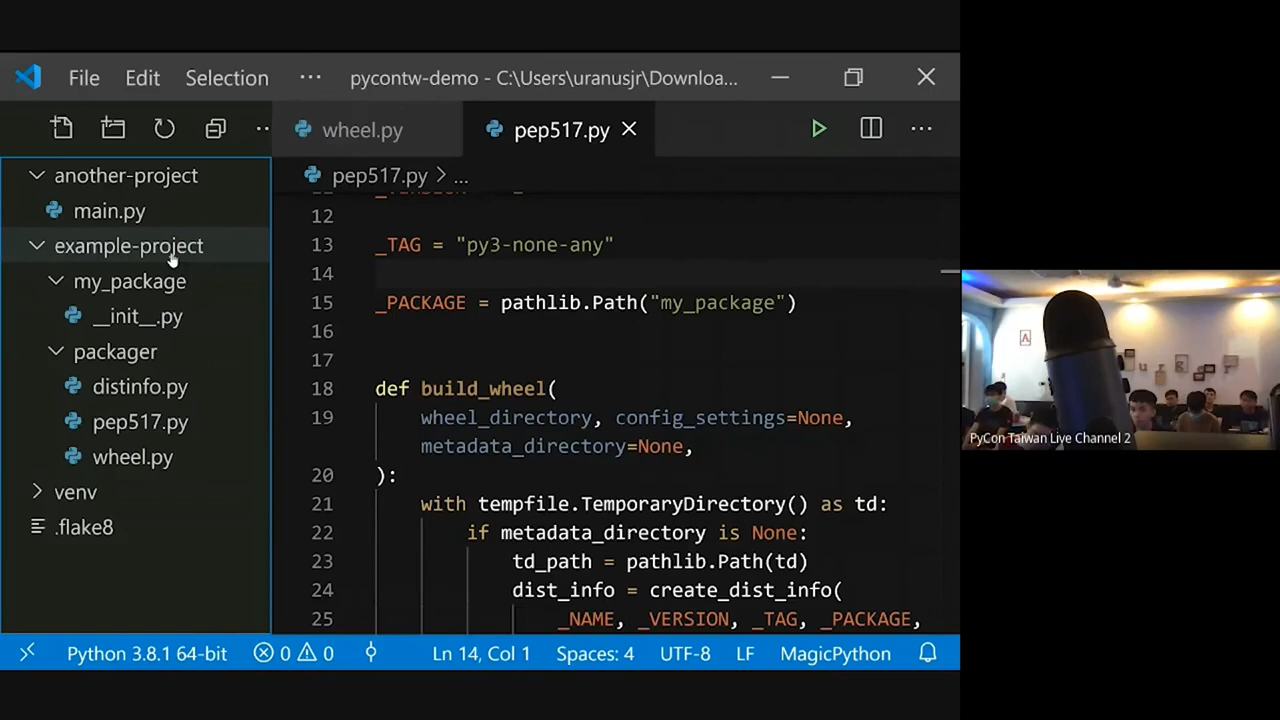 File Edit Selection ··· pycontw-demo - C:\Users\uranusjr\Downloa...
wheel.py pep517.py
another-project
main.py
example-project
my_package
__init__.py
packager
distinfo.py
pep517.py
wheel.py
venv
.flake8
pep517.py > ...
12
13 _TAG = "py3-none-any"
14
15 _PACKAGE = pathlib.Path("my_package")
16
17
18 def build_wheel(
19 wheel_directory, config_settings=None,
metadata_directory=None,
20 ):
21 with tempfile.TemporaryDirectory() as td:
22 if metadata_directory is None:
23 td_path = pathlib.Path(td)
24 dist_info = create_dist_info(
25 _NAME, _VERSION, _TAG, _PACKAGE,
Python 3.8.1 64-bit 0 0 Ln 14, Col 1 Spaces: 4 UTF-8 LF MagicPython
PyCon Taiwan Live Channel 2